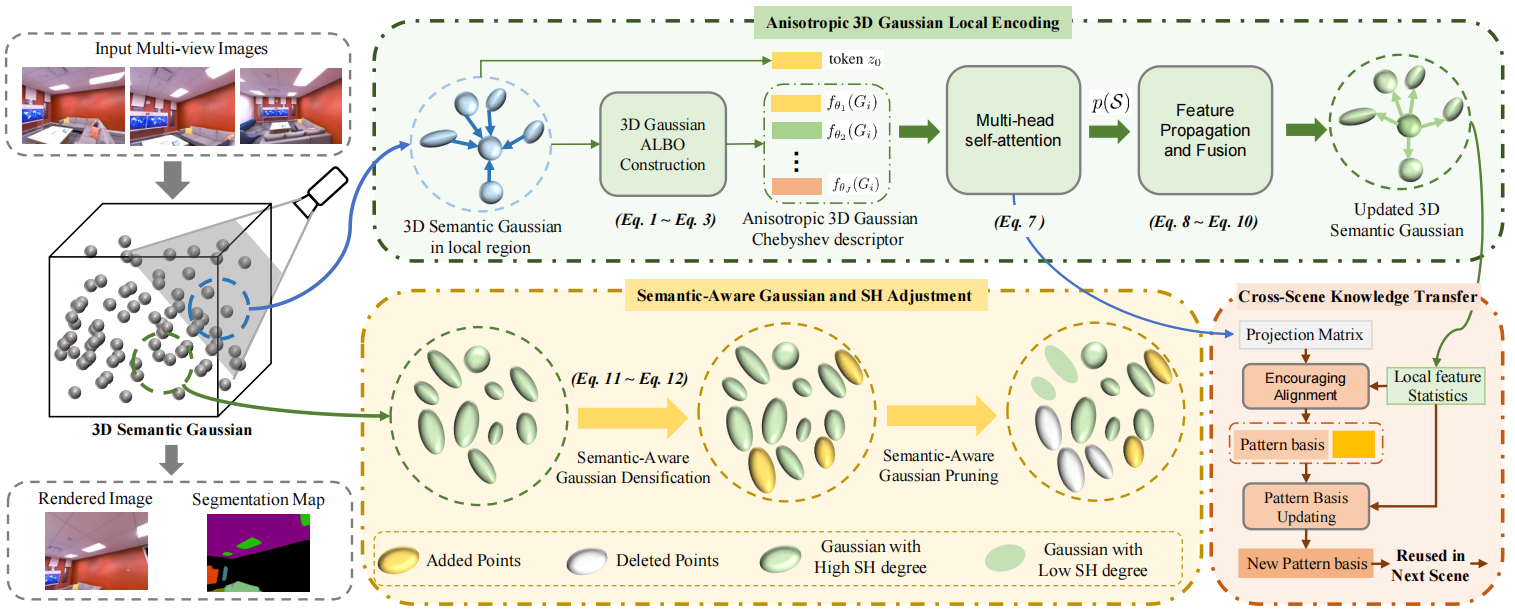 Input Multi-view Images
3D Semantic Gaussian
Rendered Image
Segmentation Map
Anisotropic 3D Gaussian Local Encoding
3D Semantic Gaussian
in local region
3D Gaussian
ALBO
Construction
(Eq. 1 ~ Eq. 3)
token z₀
f_{θ₁}(G_i)
f_{θ₂}(G_i)
⋮
f_{θ_J}(G_i)
Anisotropic 3D Gaussian
Chebyshev descriptor
Multi-head
self-attention
(Eq. 7 )
p(𝒮)
Feature
Propagation
and Fusion
(Eq. 8 ~ Eq. 10)
Updated 3D
Semantic Gaussian
Semantic-Aware Gaussian and SH Adjustment
(Eq. 11 ~ Eq. 12)
Semantic-Aware
Gaussian Densification
Semantic-Aware
Gaussian Pruning
Added Points
Deleted Points
Gaussian with
High SH degree
Gaussian with
Low SH degree
Cross-Scene Knowledge Transfer
Projection Matrix
Encouraging
Alignment
Local feature
Statistics
Pattern basis
Pattern Basis
Updating
New Pattern basis
Reused in
Next Scene